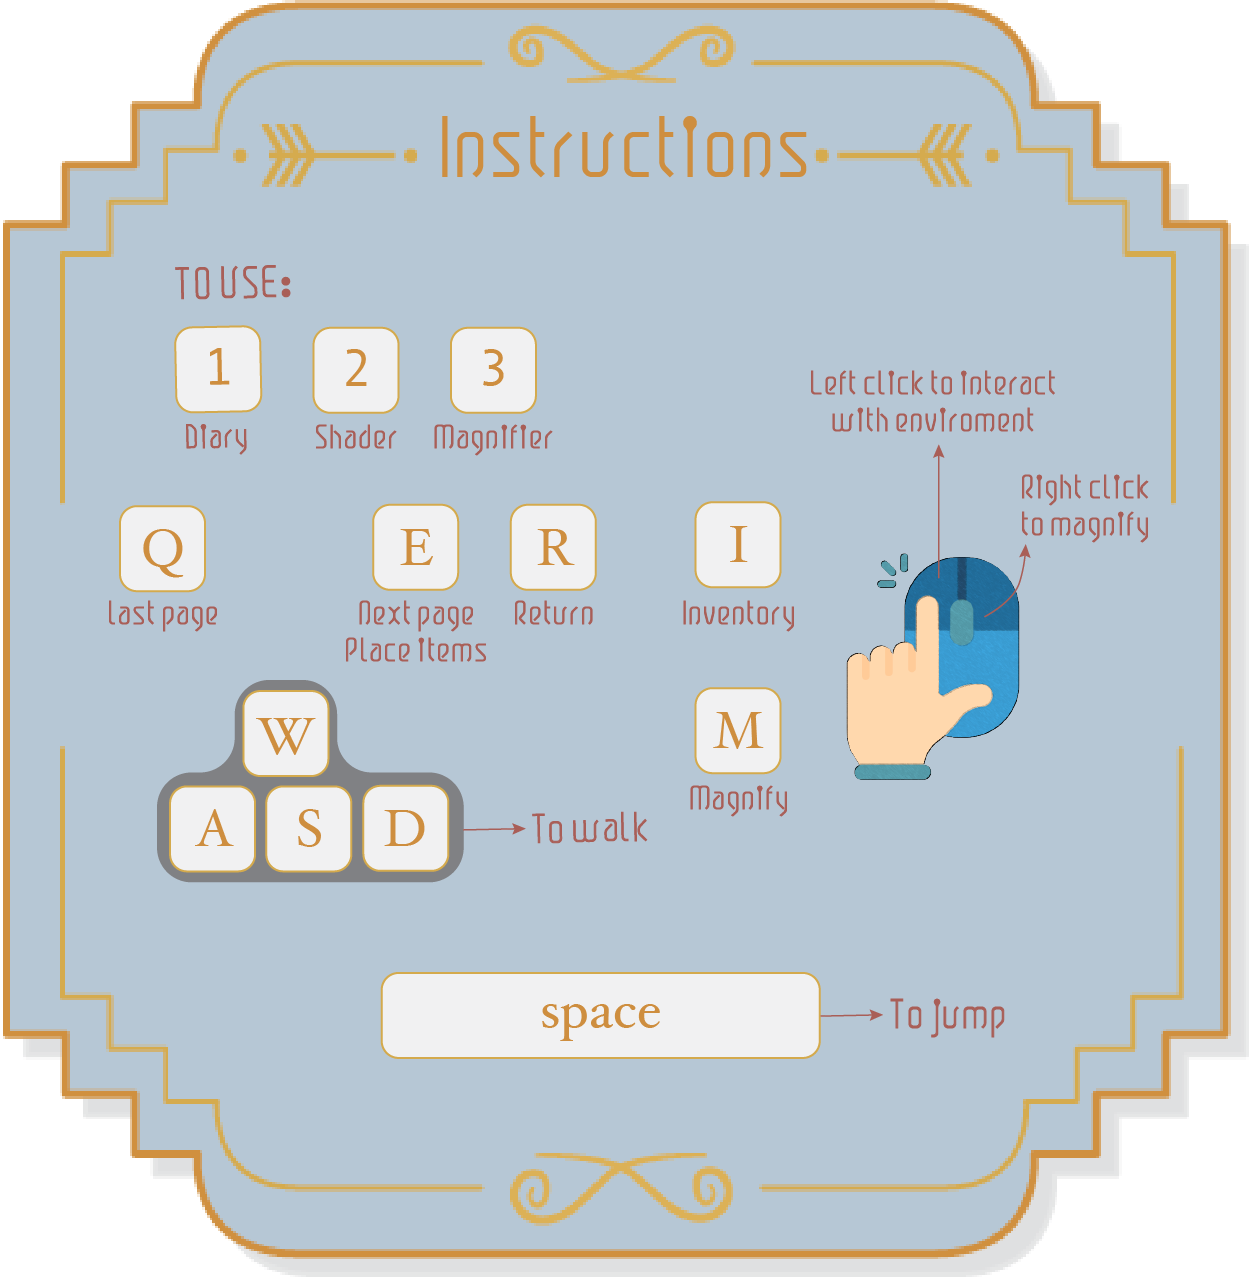 Instructions
TO USE:
1
2
3
Diary
Shader
Magnifier
Left click to interact
with enviroment
Right click
to magnify
Q
E
R
I
Last page
Next page
Place items
Return
Inventory
W
A
S
D
To walk
M
Magnify
space
To jump